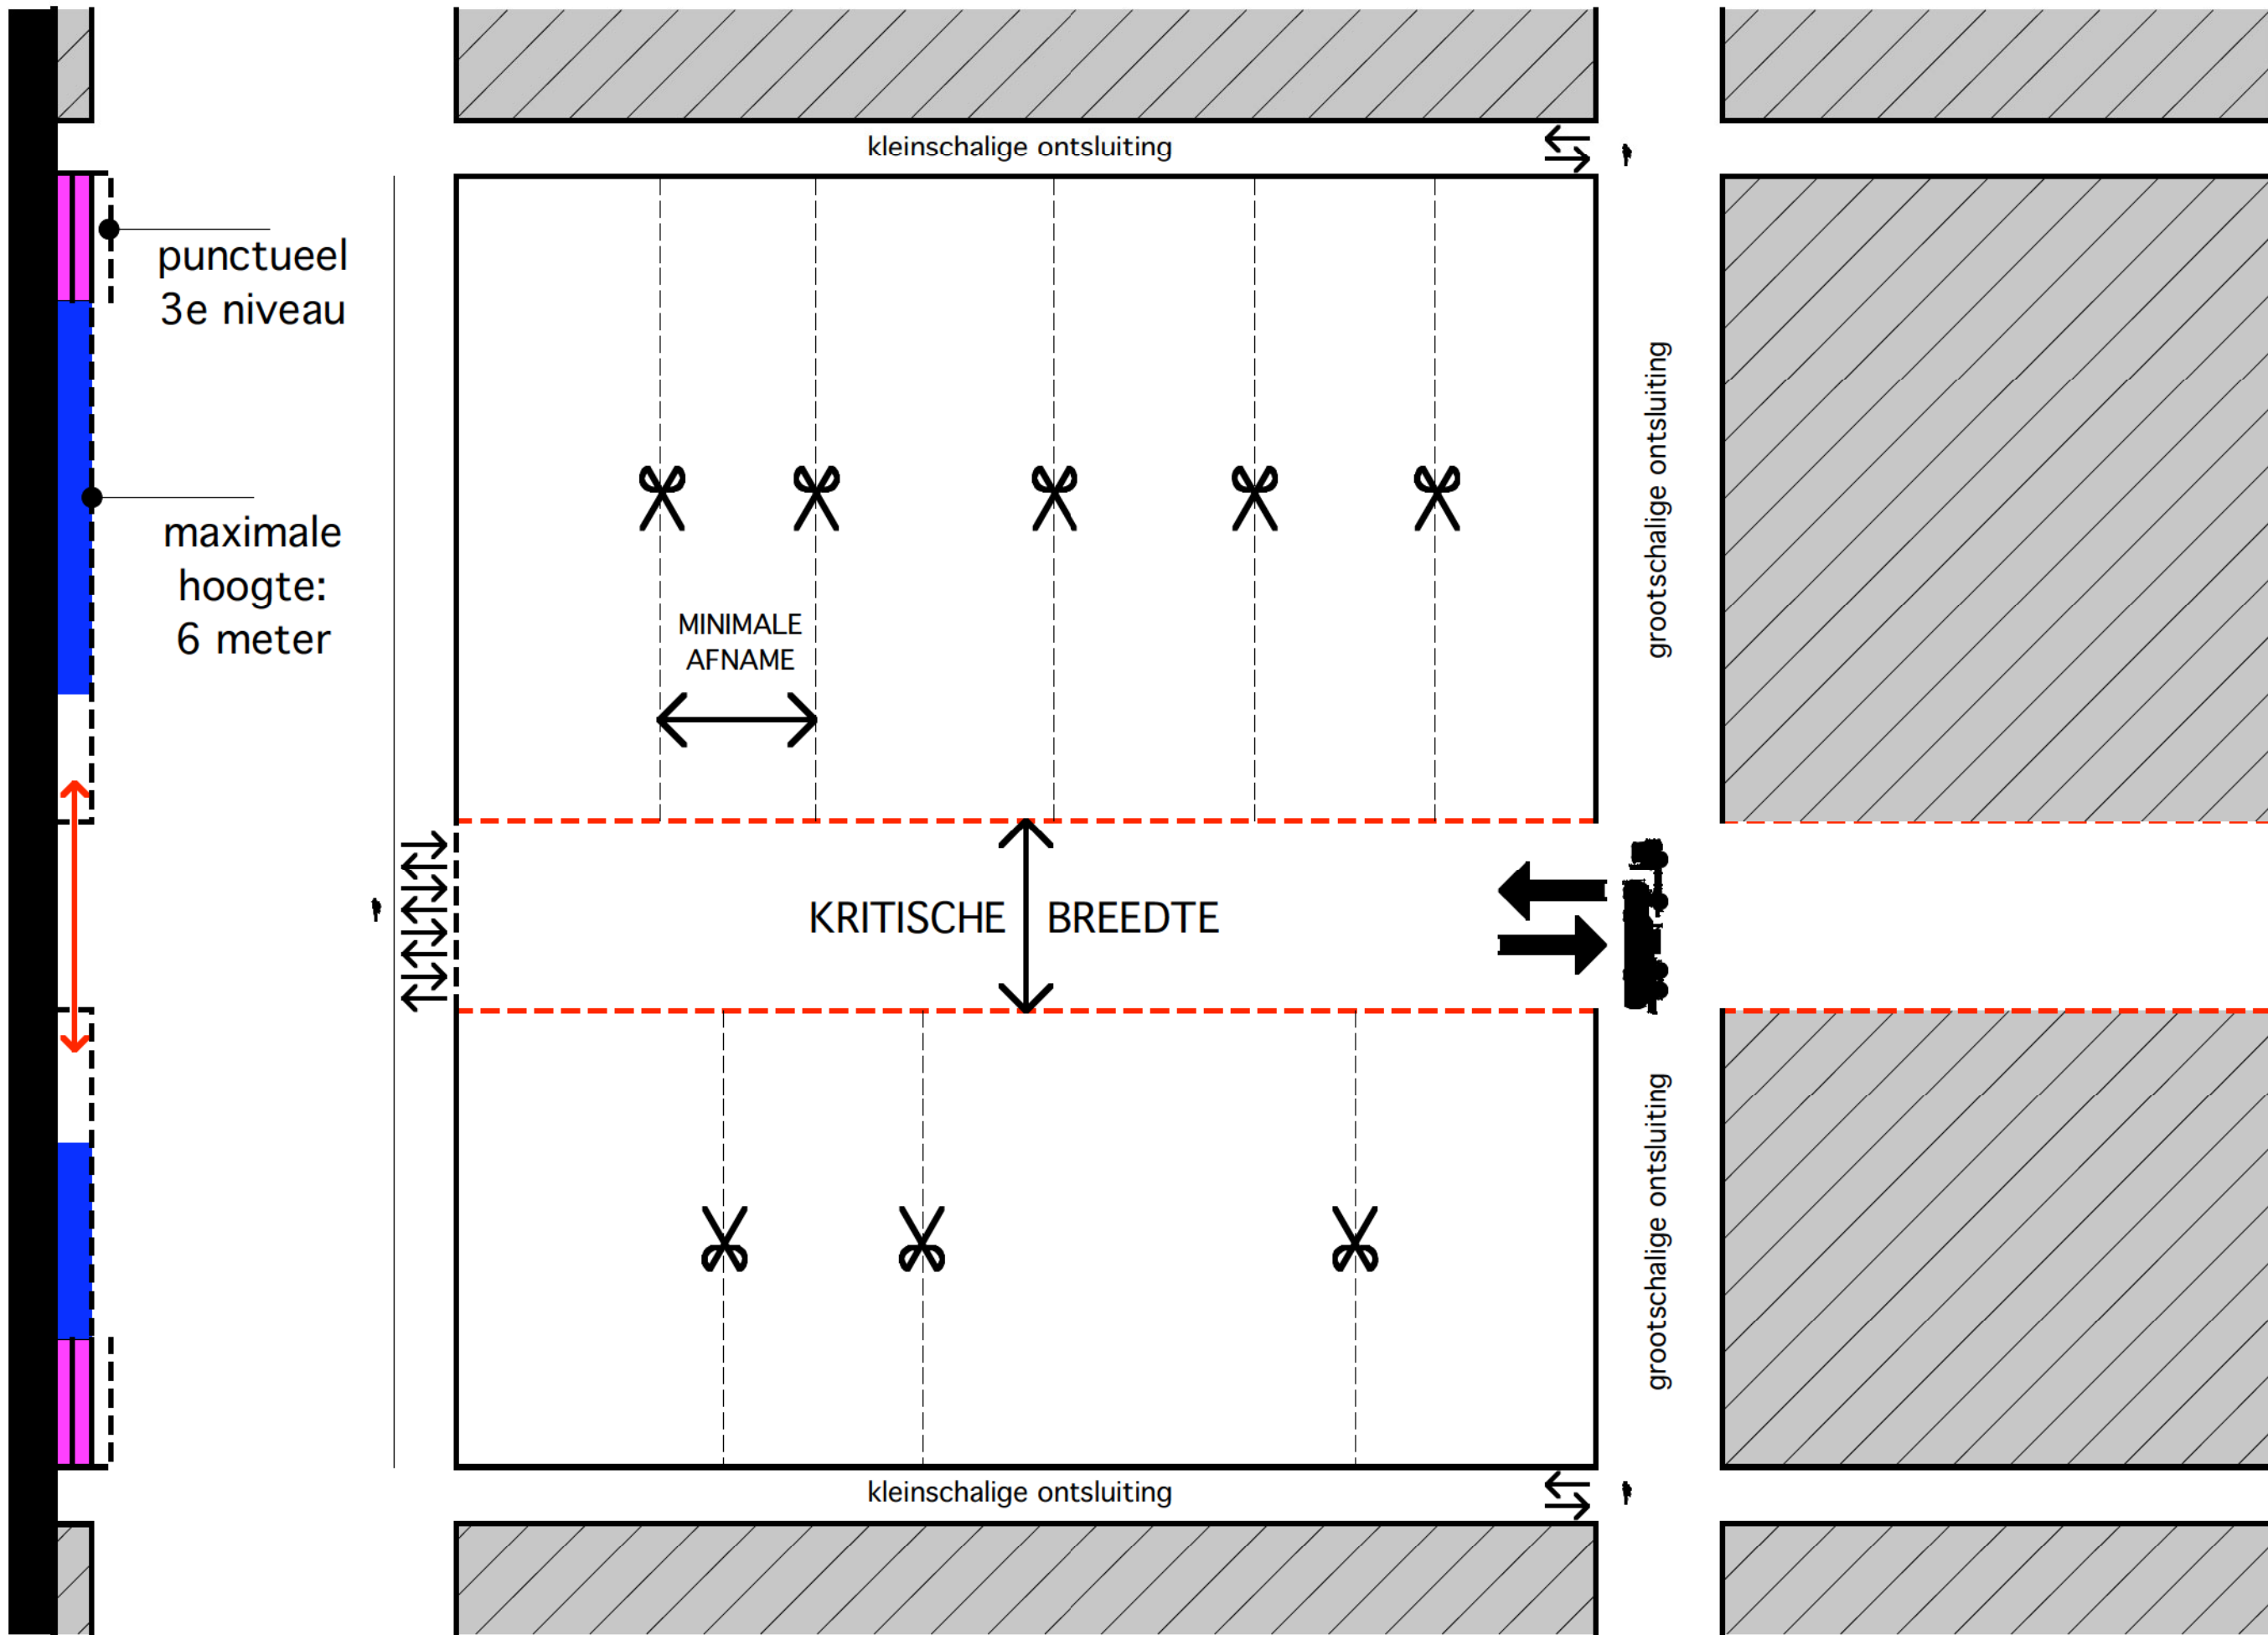 kleinschalige ontsluiting
punctueel
3e niveau
maximale
hoogte:
6 meter
MINIMALE
AFNAME
grootschalige ontsluiting
KRITISCHE BREEDTE
grootschalige ontsluiting
kleinschalige ontsluiting